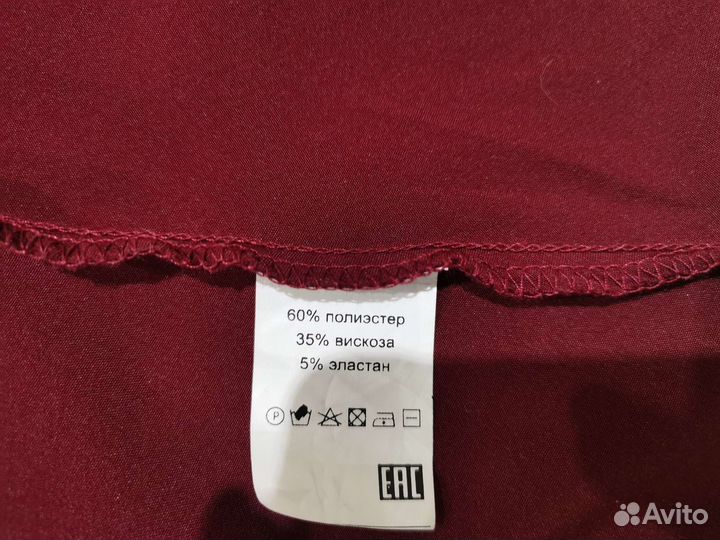 60% полиэстер
35% вискоза
5% эластан
P
EAC
Avito